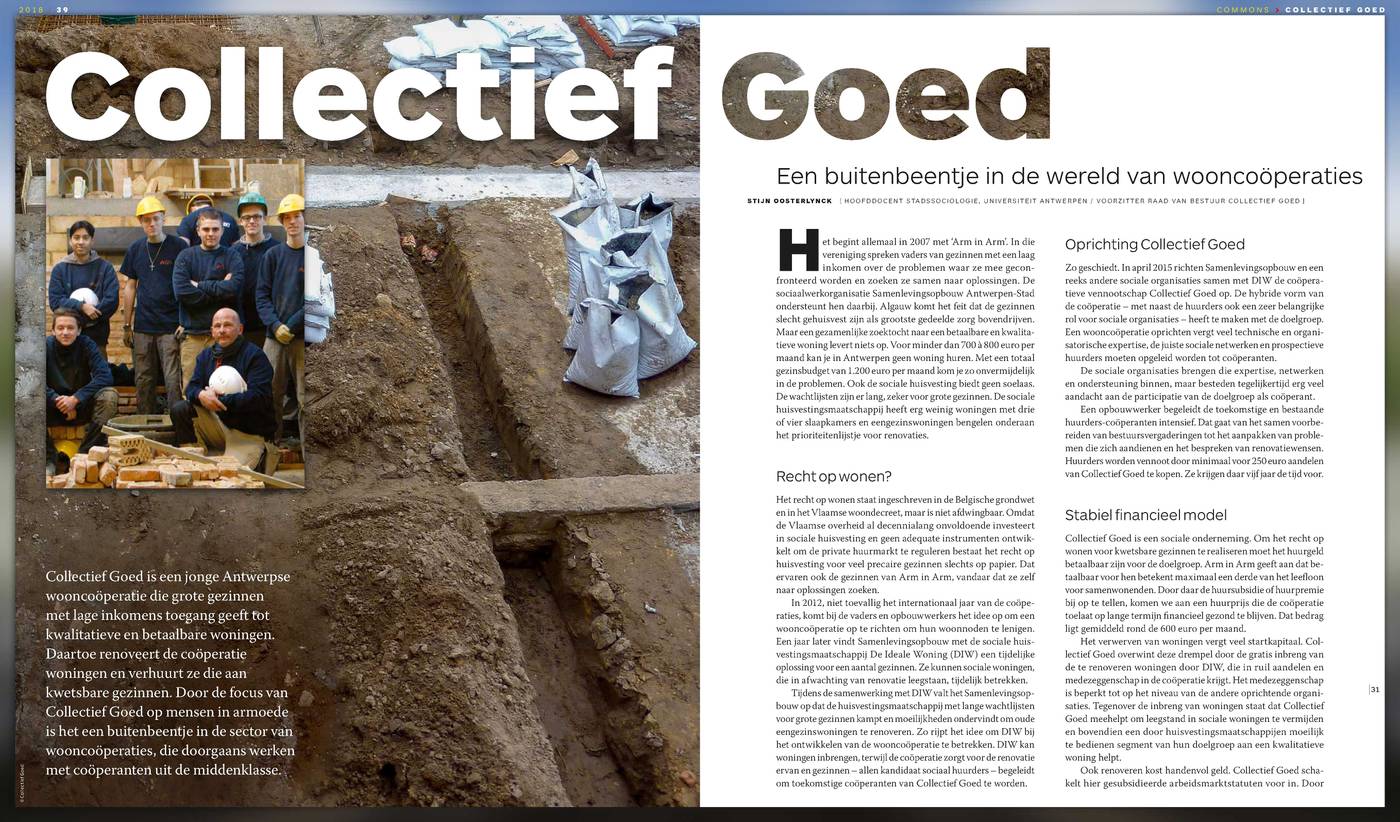 2018 39
COMMONS > COLLECTIEF GOED
Collectief Goed
Collectief Goed is een jonge Antwerpse
wooncoöperatie die grote gezinnen
met lage inkomens toegang geeft tot
kwalitatieve en betaalbare woningen.
Daartoe renoveert de coöperatie
woningen en verhuurt ze die aan
kwetsbare gezinnen. Door de focus van
Collectief Goed op mensen in armoede
is het een buitenbeentje in de sector van
wooncoöperaties, die doorgaans werken
met coöperanten uit de middenklasse.
© Collectief Goed
Een buitenbeentje in de wereld van wooncoöperaties
STIJN OOSTERLYNCK [ HOOFDDOCENT STADSSOCIOLOGIE, UNIVERSITEIT ANTWERPEN / VOORZITTER RAAD VAN BESTUUR COLLECTIEF GOED ]
Het begint allemaal in 2007 met ‘Arm in Arm’. In die
vereniging spreken vaders van gezinnen met een laag
inkomen over de problemen waar ze mee gecon-
fronteerd worden en zoeken ze samen naar oplossingen. De
sociaalwerkorganisatie Samenlevingsopbouw Antwerpen-Stad
ondersteunt hen daarbij. Algauw komt het feit dat de gezinnen
slecht gehuisvest zijn als grootste gedeelde zorg bovendrijven.
Maar een gezamenlijke zoektocht naar een betaalbare en kwalita-
tieve woning levert niets op. Voor minder dan 700 à 800 euro per
maand kan je in Antwerpen geen woning huren. Met een totaal
gezinsbudget van 1.200 euro per maand kom je zo onvermijdelijk
in de problemen. Ook de sociale huisvesting biedt geen soelaas.
De wachtlijsten zijn er lang, zeker voor grote gezinnen. De sociale
huisvestingsmaatschappij heeft erg weinig woningen met drie
of vier slaapkamers en eengezinswoningen bengelen onderaan
het prioriteitenlijstje voor renovaties.
Recht op wonen?
Het recht op wonen staat ingeschreven in de Belgische grondwet
en in het Vlaamse woondecreet, maar is niet afdwingbaar. Omdat
de Vlaamse overheid al decennialang onvoldoende investeert
in sociale huisvesting en geen adequate instrumenten ontwik-
kelt om de private huurmarkt te reguleren bestaat het recht op
huisvesting voor veel precaire gezinnen slechts op papier. Dat
ervaren ook de gezinnen van Arm in Arm, vandaar dat ze zelf
naar oplossingen zoeken.
In 2012, niet toevallig het internationaal jaar van de coöpe-
raties, komt bij de vaders en opbouwwerkers het idee op om een
wooncoöperatie op te richten om hun woonnoden te lenigen.
Een jaar later vindt Samenlevingsopbouw met de sociale huis-
vestingsmaatschappij De Ideale Woning (DIW) een tijdelijke
oplossing voor een aantal gezinnen. Ze kunnen sociale woningen,
die in afwachting van renovatie leegstaan, tijdelijk betrekken.
Tijdens de samenwerking met DIW valt het Samenlevingsop-
bouw op dat de huisvestingsmaatschappij met lange wachtlijsten
voor grote gezinnen kampt en moeilijkheden ondervindt om oude
eengezinswoningen te renoveren. Zo rijpt het idee om DIW bij
het ontwikkelen van de wooncoöperatie te betrekken. DIW kan
woningen inbrengen, terwijl de coöperatie zorgt voor de renovatie
ervan en gezinnen – allen kandidaat sociaal huurders – begeleidt
om toekomstige coöperanten van Collectief Goed te worden.
Oprichting Collectief Goed
Zo geschiedt. In april 2015 richten Samenlevingsopbouw en een
reeks andere sociale organisaties samen met DIW de coöpera-
tieve vennootschap Collectief Goed op. De hybride vorm van
de coöperatie – met naast de huurders ook een zeer belangrijke
rol voor sociale organisaties – heeft te maken met de doelgroep.
Een wooncoöperatie oprichten vergt veel technische en organi-
satorische expertise, de juiste sociale netwerken en prospectieve
huurders moeten opgeleid worden tot coöperanten.
De sociale organisaties brengen die expertise, netwerken
en ondersteuning binnen, maar besteden tegelijkertijd erg veel
aandacht aan de participatie van de doelgroep als coöperant.
Een opbouwwerker begeleidt de toekomstige en bestaande
huurders-coöperanten intensief. Dat gaat van het samen voorbe-
reiden van bestuursvergaderingen tot het aanpakken van proble-
men die zich aandienen en het bespreken van renovatiewensen.
Huurders worden vennoot door minimaal voor 250 euro aandelen
van Collectief Goed te kopen. Ze krijgen daar vijf jaar de tijd voor.
Stabiel financieel model
Collectief Goed is een sociale onderneming. Om het recht op
wonen voor kwetsbare gezinnen te realiseren moet het huurgeld
betaalbaar zijn voor de doelgroep. Arm in Arm geeft aan dat be-
taalbaar voor hen betekent maximaal een derde van het leefloon
voor samenwonenden. Door daar de huursubsidie of huurpremie
bij op te tellen, komen we aan een huurprijs die de coöperatie
toelaat op lange termijn financieel gezond te blijven. Dat bedrag
ligt gemiddeld rond de 600 euro per maand.
Het verwerven van woningen vergt veel startkapitaal. Col-
lectief Goed overwint deze drempel door de gratis inbreng van
de te renoveren woningen door DIW, die in ruil aandelen en
medezeggenschap in de coöperatie krijgt. Het medezeggenschap
is beperkt tot op het niveau van de andere oprichtende organi-
saties. Tegenover de inbreng van woningen staat dat Collectief
Goed meehelpt om leegstand in sociale woningen te vermijden
en bovendien een door huisvestingsmaatschappijen moeilijk
te bedienen segment van hun doelgroep aan een kwalitatieve
woning helpt.
Ook renoveren kost handenvol geld. Collectief Goed scha-
kelt hier gesubsidieerde arbeidsmarktstatuten voor in. Door
31